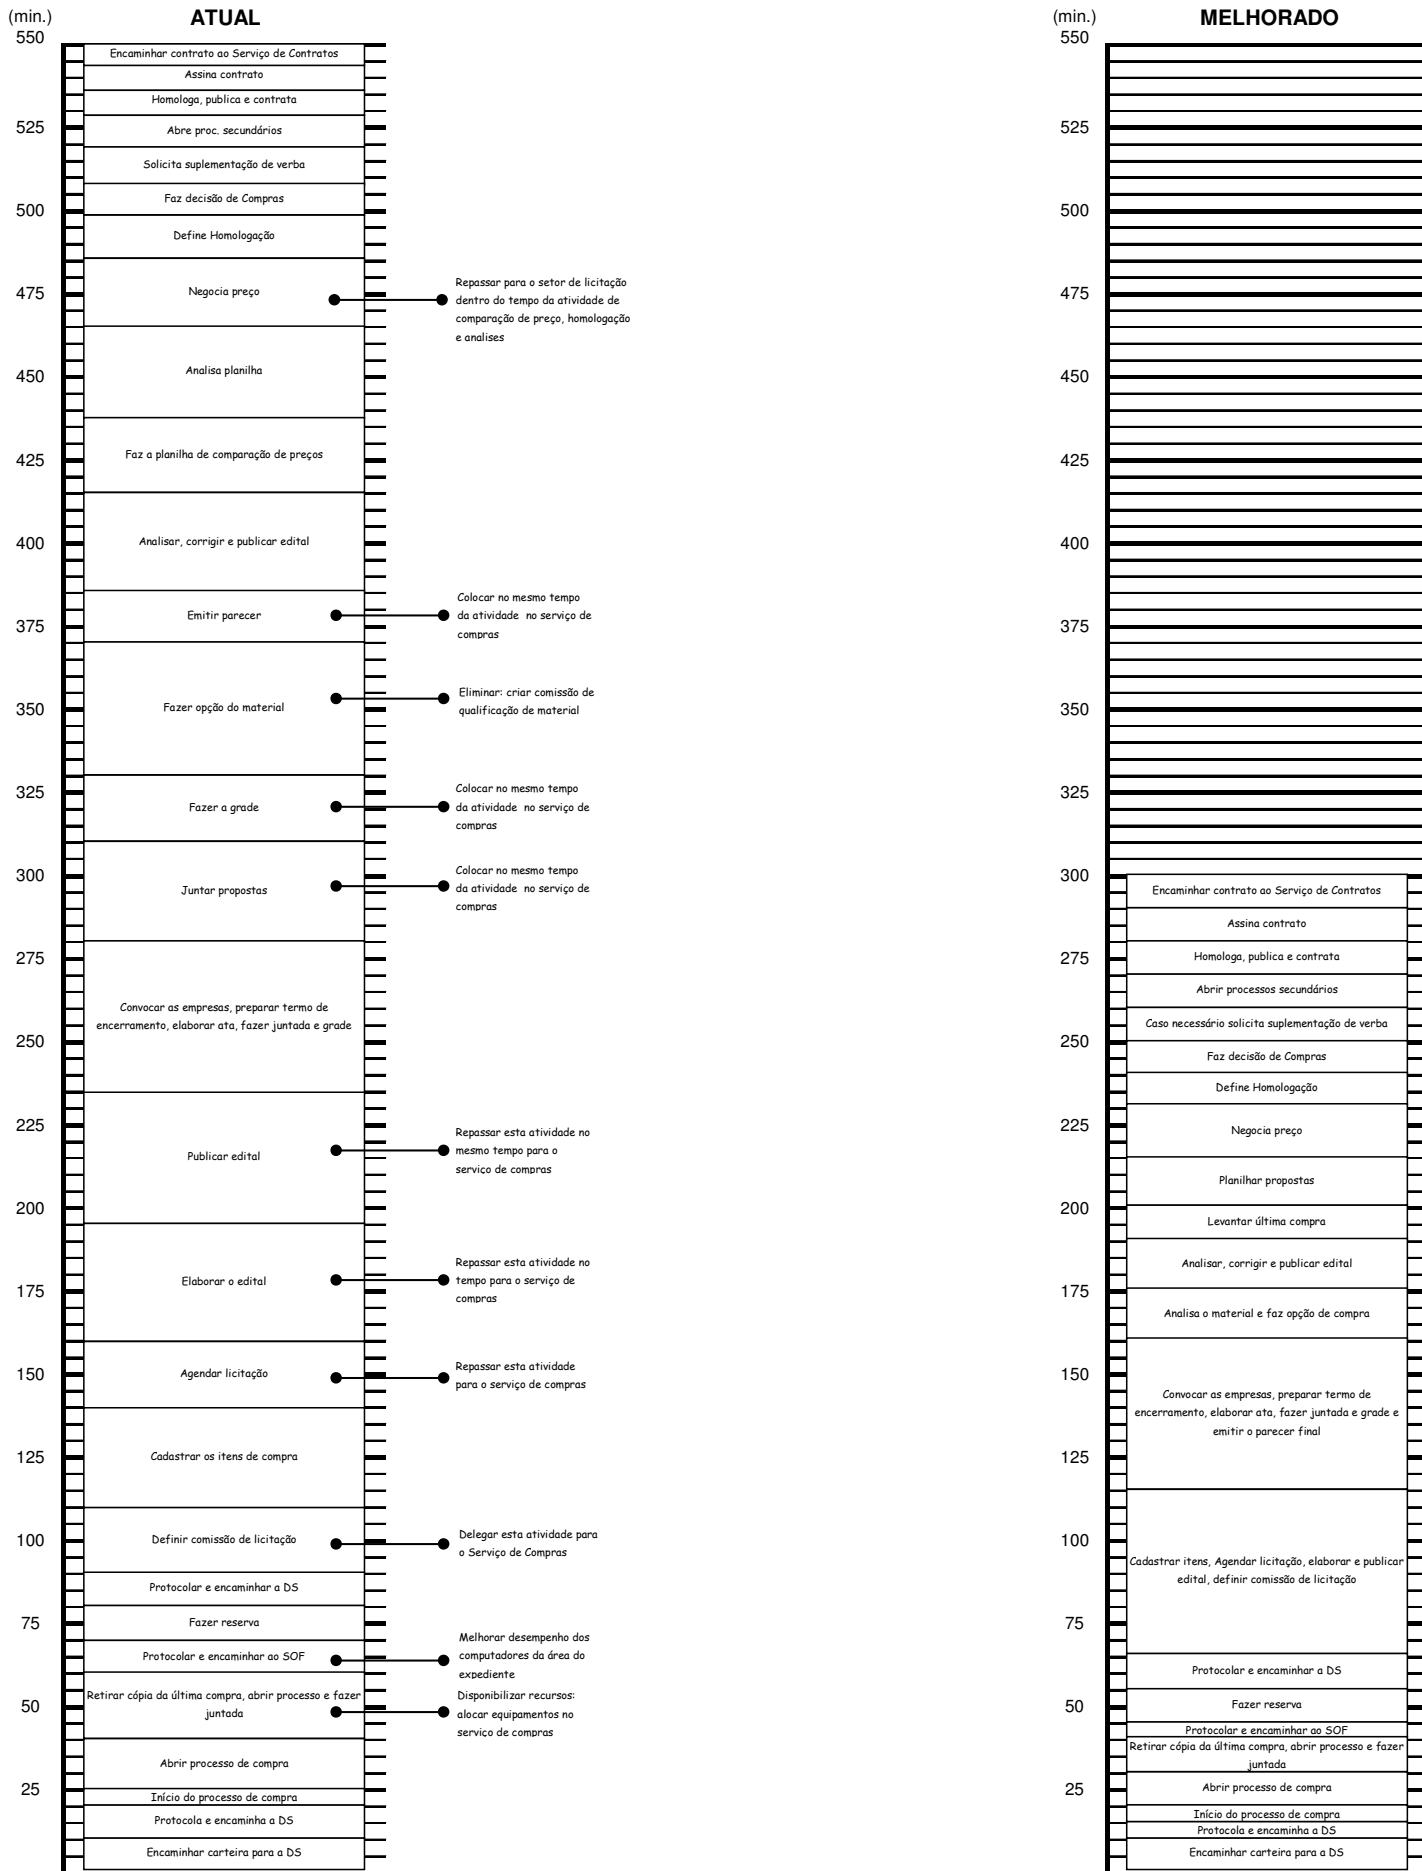 (min.)
ATUAL
550
Encaminhar contrato ao Serviço de Contratos
Assina contrato
Homologa, publica e contrata
525
Abre proc. secundários
Solicita suplementação de verba
Faz decisão de Compras
500
Define Homologação
Negocia preço
475
Repassar para o setor de licitação
dentro do tempo da atividade de
comparação de preço, homologação
e analises
Analisa planilha
450
Faz a planilha de comparação de preços
425
Analisar, corrigir e publicar edital
400
Emitir parecer
Colocar no mesmo tempo
da atividade no serviço de
compras
375
Fazer opção do material
Eliminar: criar comissão de
qualificação de material
350
Fazer a grade
Colocar no mesmo tempo
da atividade no serviço de
compras
325
Juntar propostas
Colocar no mesmo tempo
da atividade no serviço de
compras
300
275
Convocar as empresas, preparar termo de
encerramento, elaborar ata, fazer juntada e grade
250
225
Publicar edital
Repassar esta atividade no
mesmo tempo para o
serviço de compras
200
Elaborar o edital
Repassar esta atividade no
tempo para o serviço de
compras
175
Agendar licitação
Repassar esta atividade
para o serviço de compras
150
Cadastrar os itens de compra
125
Definir comissão de licitação
Delegar esta atividade para
o Serviço de Compras
100
Protocolar e encaminhar a DS
Fazer reserva
75
Protocolar e encaminhar ao SOF
Melhorar desempenho dos
computadores da área do
expediente
Retirar cópia da última compra, abrir processo e fazer
juntada
Disponibilizar recursos:
alocar equipamentos no
serviço de compras
50
Abrir processo de compra
25
Início do processo de compra
Protocola e encaminha a DS
Encaminhar carteira para a DS
(min.)
MELHORADO
550
525
500
475
450
425
400
375
350
325
300
Encaminhar contrato ao Serviço de Contratos
Assina contrato
Homologa, publica e contrata
275
Abrir processos secundários
Caso necessário solicita suplementação de verba
250
Faz decisão de Compras
Define Homologação
225
Negocia preço
Planilhar propostas
200
Levantar última compra
Analisar, corrigir e publicar edital
175
Analisa o material e faz opção de compra
150
Convocar as empresas, preparar termo de
encerramento, elaborar ata, fazer juntada e grade e
emitir o parecer final
125
100
Cadastrar itens, Agendar licitação, elaborar e publicar
edital, definir comissão de licitação
75
Protocolar e encaminhar a DS
50
Fazer reserva
Protocolar e encaminhar ao SOF
Retirar cópia da última compra, abrir processo e fazer
juntada
25
Abrir processo de compra
Início do processo de compra
Protocola e encaminha a DS
Encaminhar carteira para a DS